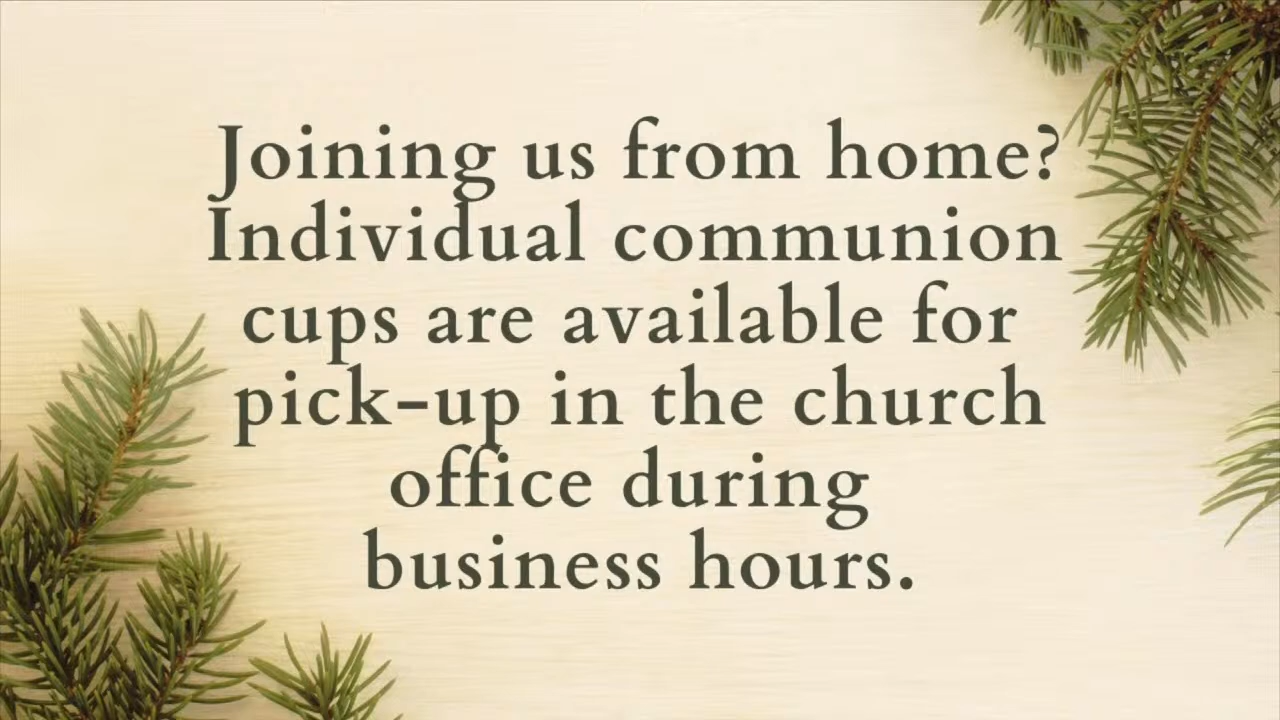 Joining us from home?
Individual communion
cups are available for
pick-up in the church
office during
business hours.